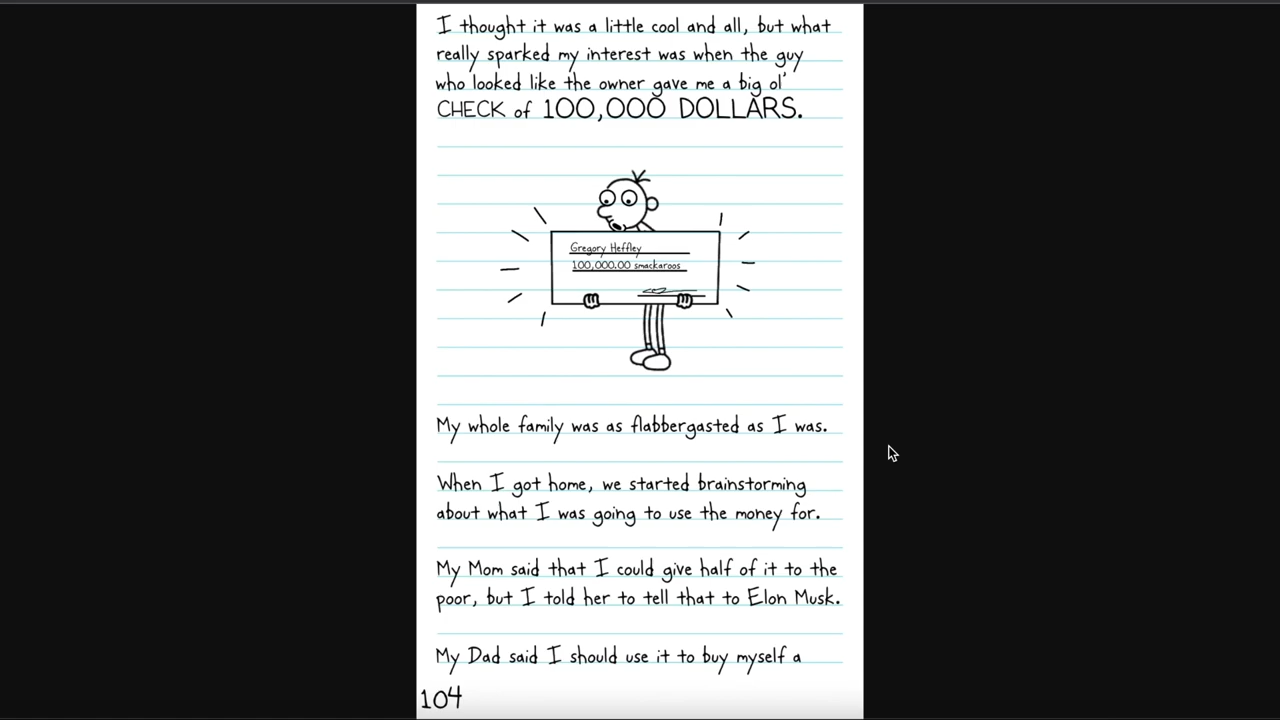 I thought it was a little cool and all, but what
really sparked my interest was when the guy
who looked like the owner gave me a big ol'
CHECK of 100,000 DOLLARS.
Gregory Heffley
100,000.00 smackaroos
My whole family was as flabbergasted as I was.
When I got home, we started brainstorming
about what I was going to use the money for.
My Mom said that I could give half of it to the
poor, but I told her to tell that to Elon Musk.
My Dad said I should use it to buy myself a
104